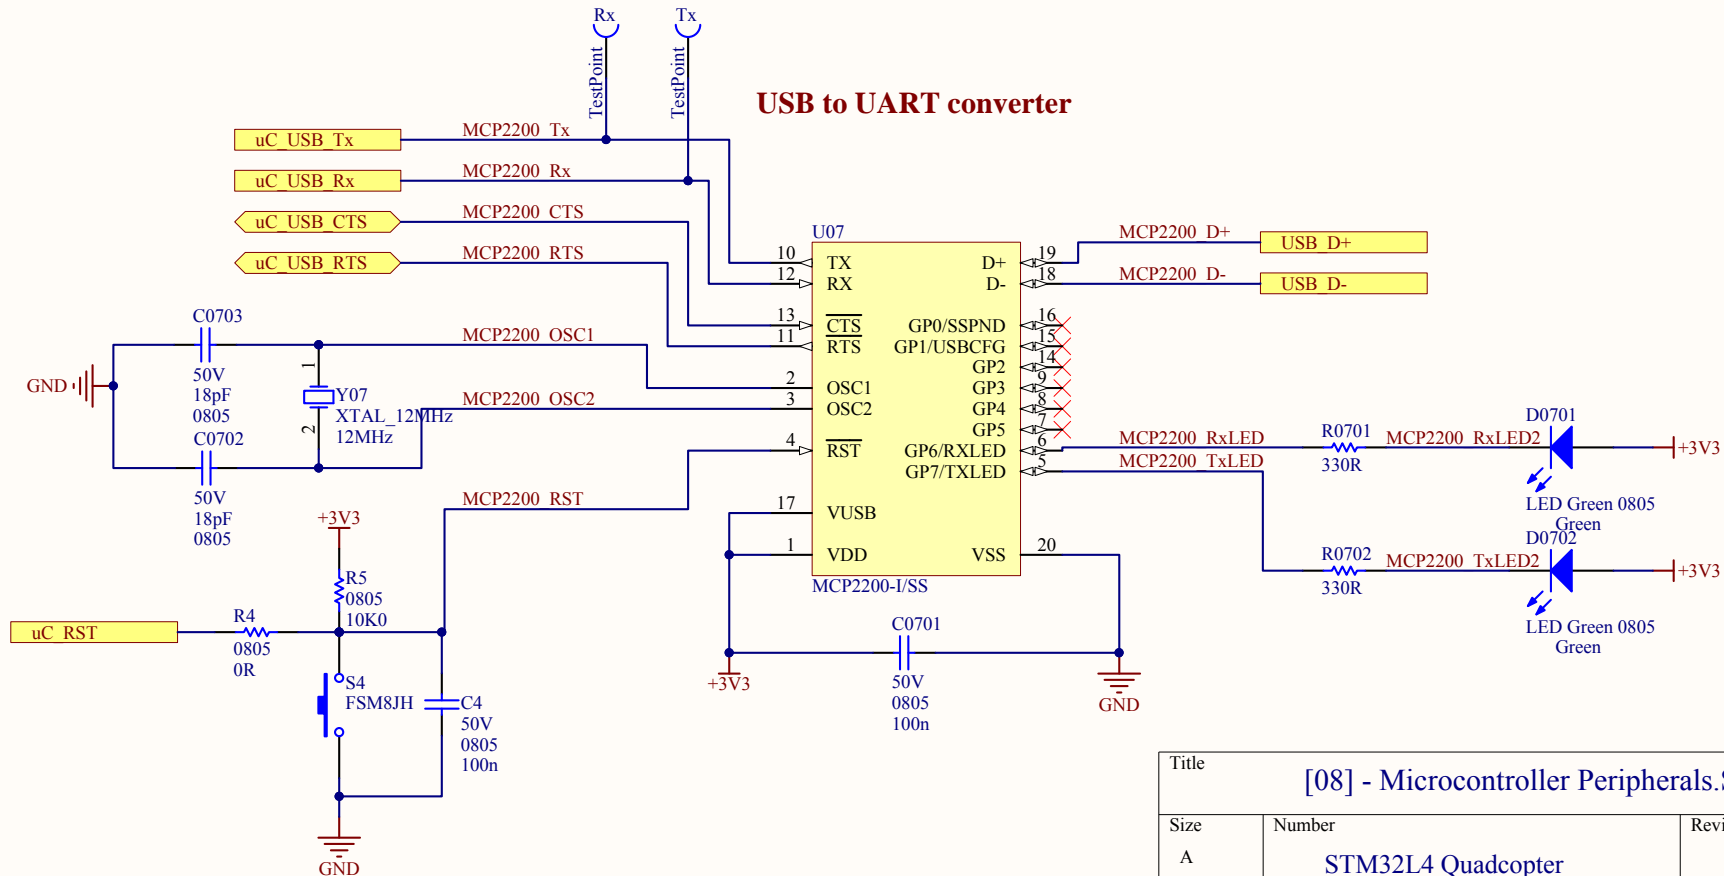 Rx
Tx
TestPoint
TestPoint
USB to UART converter
uC_USB_Tx
MCP2200_Tx
uC_USB_Rx
MCP2200_Rx
uC_USB_CTS
MCP2200_CTS
uC_USB_RTS
MCP2200_RTS
U07
10 TX
12 RX
13 CTS
11 RTS
2 OSC1
3 OSC2
4 RST
17 VUSB
1 VDD
D+ 19
D- 18
GP0/SSPND 16
GP1/USBCFG 15
GP2 14
GP3 9
GP4 8
GP5 7
GP6/RXLED 6
GP7/TXLED 5
VSS 20
MCP2200-I/SS
MCP2200_D+
USB_D+
MCP2200_D-
USB_D-
C0703
50V
18pF
0805
MCP2200_OSC1
GND
1
Y07
XTAL_12MHz
12MHz
2
MCP2200_OSC2
C0702
50V
18pF
0805
MCP2200_RST
+3V3
R5
0805
10K0
uC_RST
R4
0805
0R
S4
FSM8JH
C4
50V
0805
100n
GND
+3V3
C0701
50V
0805
100n
GND
MCP2200_RxLED
R0701
330R
MCP2200_RxLED2
D0701
+3V3
LED Green 0805
Green
MCP2200_TxLED
R0702
330R
MCP2200_TxLED2
D0702
+3V3
LED Green 0805
Green
Title
[08] - Microcontroller Peripherals.S
Size
A
Number
STM32L4 Quadcopter
Revi